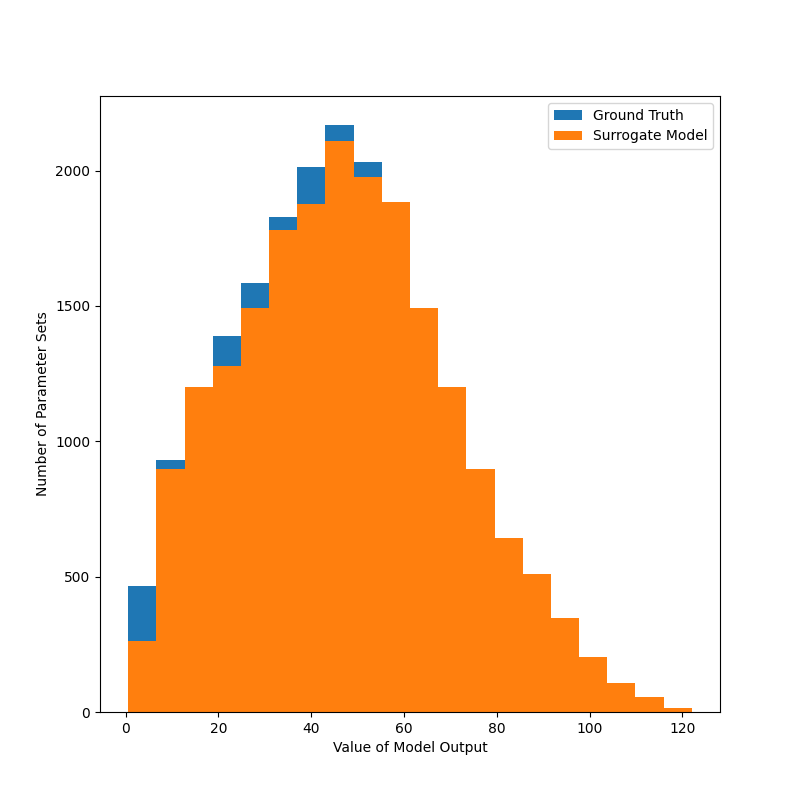 Ground Truth
Surrogate Model
2000
1500
1000
500
0
Number of Parameter Sets
0 20 40 60 80 100 120
Value of Model Output